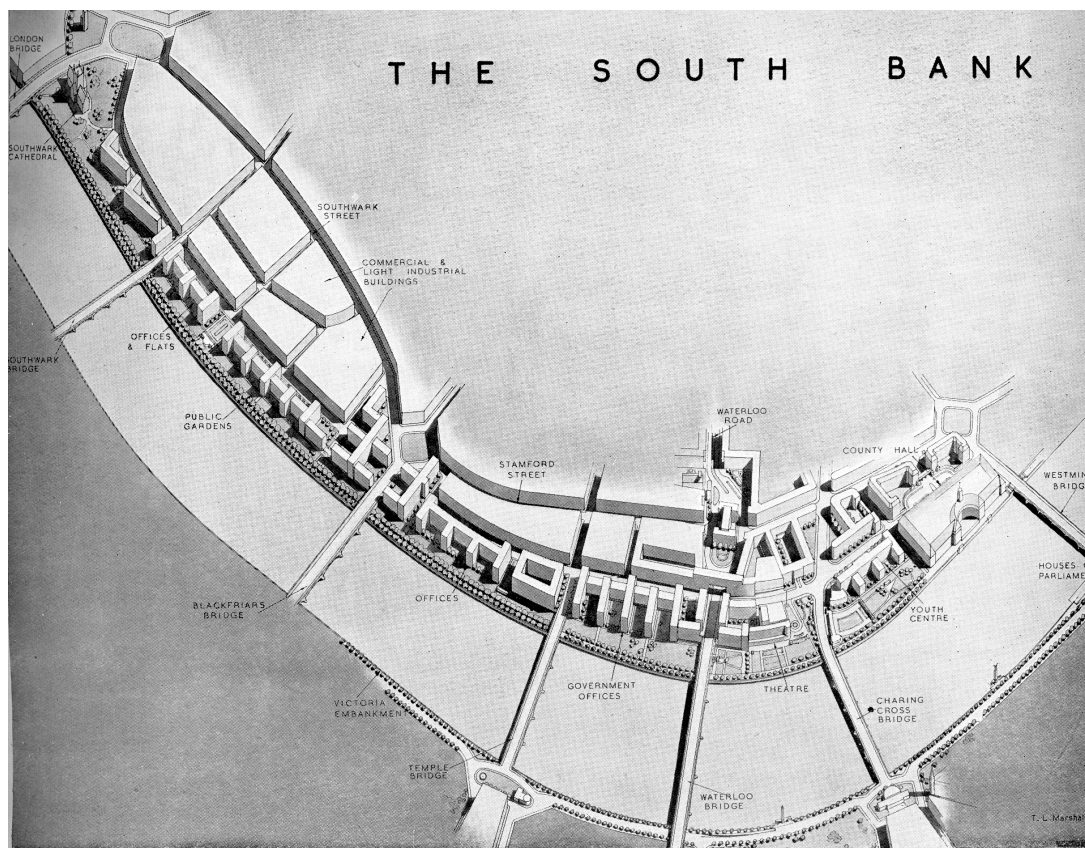 THE SOUTH BANK
LONDON
BRIDGE
SOUTHWARK
CATHEDRAL
SOUTHWARK
STREET
COMMERCIAL &
LIGHT INDUSTRIAL
BUILDINGS
OFFICES
& FLATS
SOUTHWARK
BRIDGE
PUBLIC
GARDENS
WATERLOO
ROAD
COUNTY HALL
STAMFORD
STREET
WESTMIN
BRIDG
HOUSES
PARLIAME
BLACKFRIARS
BRIDGE
OFFICES
YOUTH
CENTRE
GOVERNMENT
OFFICES
THEATRE
VICTORIA
EMBANKMENT
CHARING
CROSS
BRIDGE
TEMPLE
BRIDGE
WATERLOO
BRIDGE
T. L. Marshal